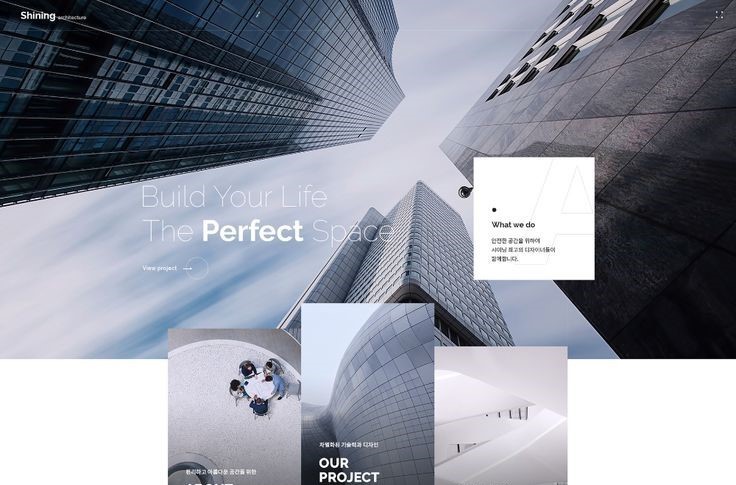 Shining architecture
Build Your Life
The Perfect Space
View project
What we do
안전한 공간을 위하여
샤이닝 최고의 디자이너들이
함께합니다.
차별화된 기술력과 디자인
OUR
PROJECT
편리하고 아름다운 공간을 위한
ABOUT